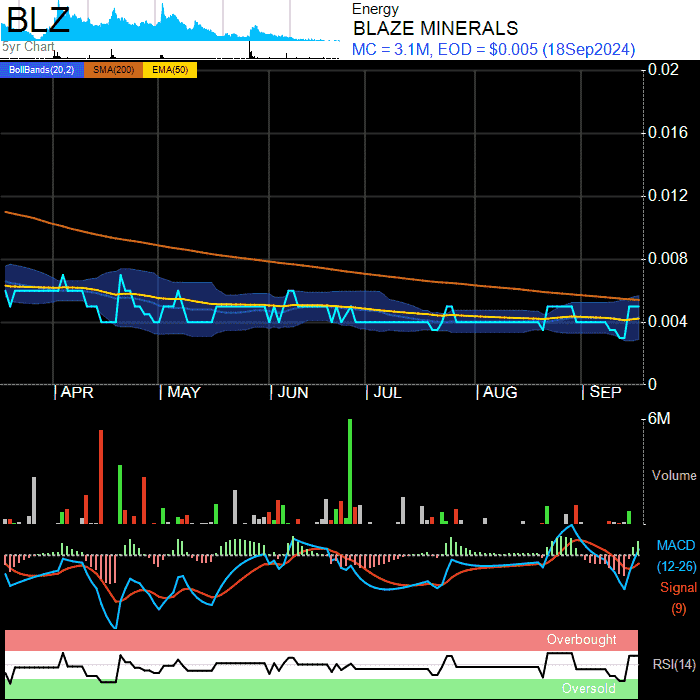 BLZ
5yr Chart
Energy
BLAZE MINERALS
MC = 3.1M, EOD = $0.005 (18Sep2024)
BollBands(20,2) SMA(200) EMA(50)
0.02
0.016
0.012
0.008
0.004
0
APR MAY JUN JUL AUG SEP
6M
Volume
MACD
(12-26)
Signal
(9)
Overbought
RSI(14)
Oversold